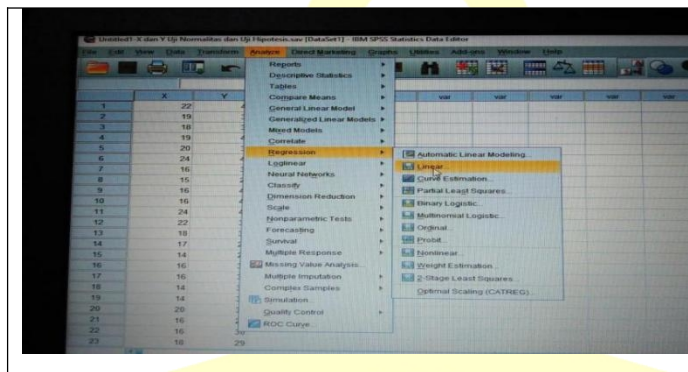 Untitled1-X dan Y Uji Normalitas dan Uji Hipotesis.sav [DataSet1] - IBM SPSS Statistics Data Editor
File Edit View Data Transform Analyze Direct Marketing Graphs Utilities Add-ons Window Help
Reports
Descriptive Statistics
Tables
Compare Means
General Linear Model
Generalized Linear Models
Mixed Models
Correlate
Regression
Loglinear
Neural Networks
Classify
Dimension Reduction
Scale
Nonparametric Tests
Forecasting
Survival
Multiple Response
Missing Value Analysis...
Multiple Imputation
Complex Samples
Simulation...
Quality Control
ROC Curve...
Automatic Linear Modeling...
Linear...
Curve Estimation...
Partial Least Squares...
Binary Logistic...
Multinomial Logistic...
Ordinal...
Probit...
Nonlinear...
Weight Estimation...
2-Stage Least Squares...
Optimal Scaling (CATREG)...
X Y var var var var var
1 22
2 19
3 18
4 19
5 20
6 24
7 16
8 15
9 16
10 16
11 24
12 22
13 18
14 17
15 14
16 16
17 16
18 14
19 14
20 20
21 16
22 16
23 16 29